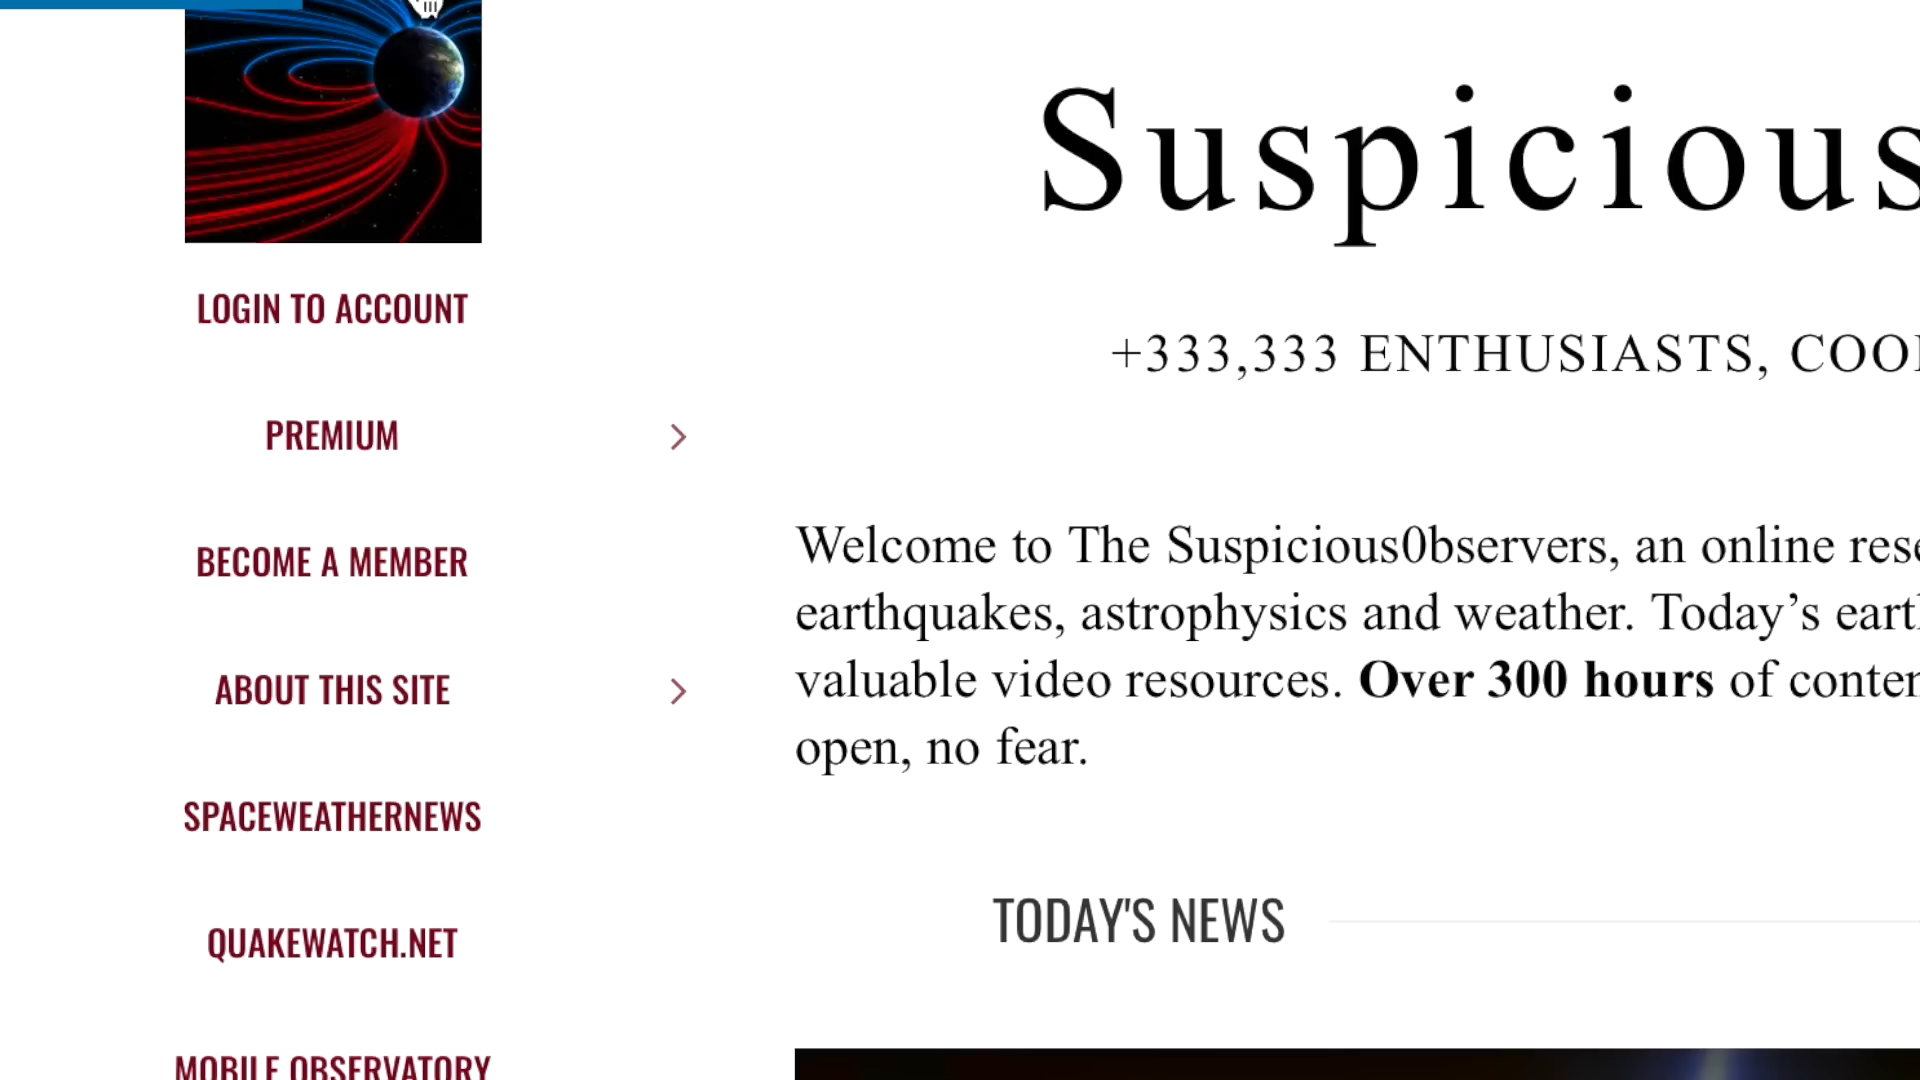 Suspicious
+333,333 ENTHUSIASTS,
LOGIN TO ACCOUNT
PREMIUM
BECOME A MEMBER
ABOUT THIS SITE
SPACEWEATHERNEWS
QUAKEWATCH.NET
MOBILE OBSERVATORY
Welcome to The Suspicious0bservers, an online
earthquakes, astrophysics and weather. Today’s
valuable video resources. Over 300 hours of
open, no fear.
TODAY'S NEWS